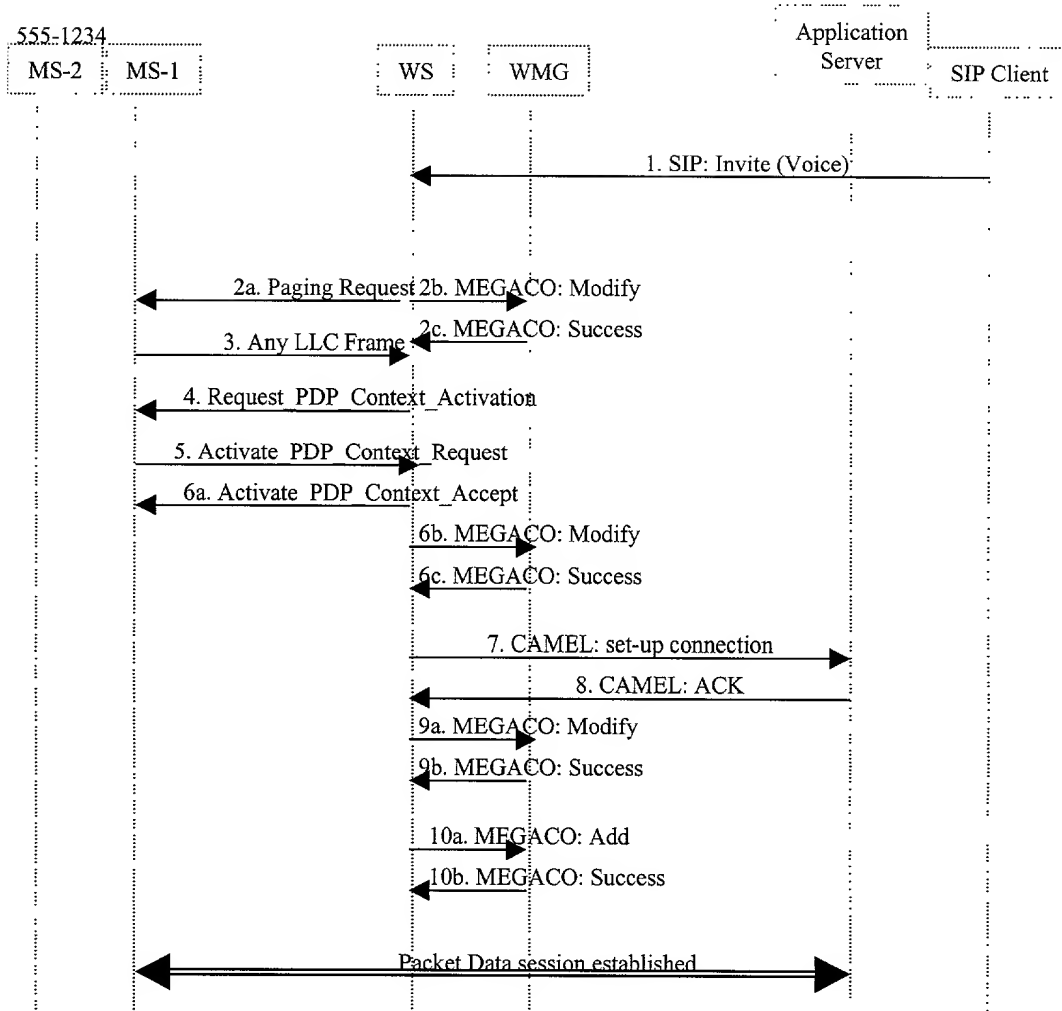 555-1234
MS-2
MS-1
WS
WMG
Application
Server
SIP Client
1. SIP: Invite (Voice)
2a. Paging Request
2b. MEGACO: Modify
2c. MEGACO: Success
3. Any LLC Frame
4. Request_PDP_Context_Activation
5. Activate_PDP_Context_Request
6a. Activate_PDP_Context_Accept
6b. MEGACO: Modify
6c. MEGACO: Success
7. CAMEL: set-up connection
8. CAMEL: ACK
9a. MEGACO: Modify
9b. MEGACO: Success
10a. MEGACO: Add
10b. MEGACO: Success
Packet Data session established